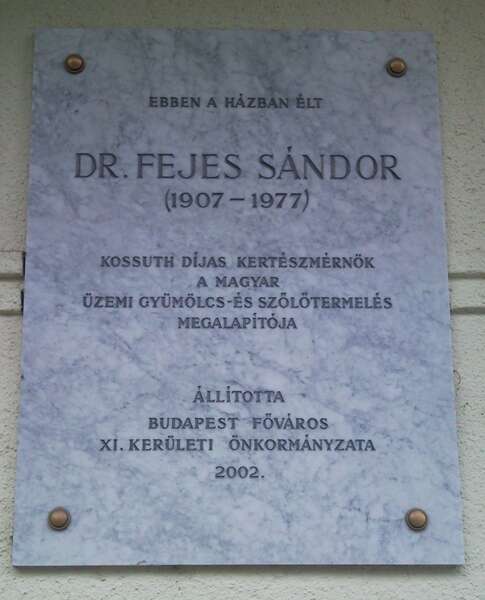 EBBEN A HÁZBAN ÉLT
DR. FEJES SÁNDOR
(1907 – 1977)
KOSSUTH DÍJAS KERTÉSZMÉRNÖK
A MAGYAR
ÜZEMI GYÜMÖLCS-ÉS SZŐLŐTERMELÉS
MEGALAPÍTÓJA
ÁLLÍTOTTA
BUDAPEST FŐVÁROS
XI. KERÜLETI ÖNKORMÁNYZATA
2002.